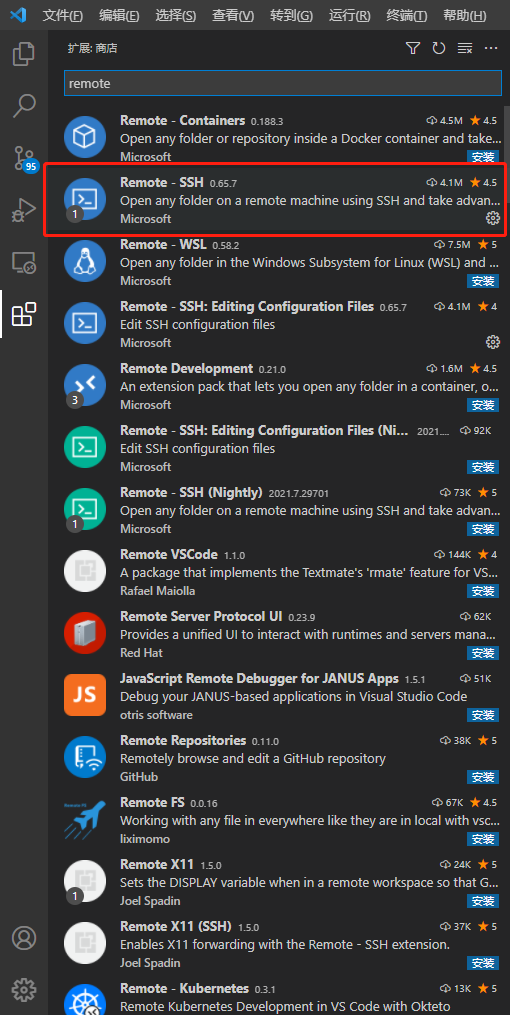 文件(F) 编辑(E) 选择(S) 查看(V) 转到(G) 运行(R) 终端(T) 帮助(H)
扩展: 商店
remote
Remote - Containers 0.188.3 4.5M 4.5
Open any folder or repository inside a Docker container and take...
Microsoft 安装
Remote - SSH 0.65.7 4.1M 4.5
Open any folder on a remote machine using SSH and take advan...
1
Microsoft
95
Remote - WSL 0.58.2 7.5M 5
Open any folder in the Windows Subsystem for Linux (WSL) and ...
Microsoft 安装
Remote - SSH: Editing Configuration Files 0.65.7 4.1M 4
Edit SSH configuration files
Microsoft
Remote Development 0.21.0 1.6M 4.5
An extension pack that lets you open any folder in a container, o...
3
Microsoft 安装
Remote - SSH: Editing Configuration Files (Ni... 2021.... 92K
Edit SSH configuration files
Microsoft 安装
Remote - SSH (Nightly) 2021.7.29701 73K 5
Open any folder on a remote machine using SSH and take advan...
1
Microsoft 安装
Remote VSCode 1.1.0 144K 4
A package that implements the Textmate's 'rmate' feature for VS...
Rafael Maiolla 安装
Remote Server Protocol UI 0.23.9 62K
Provides a unified UI to interact with runtimes and servers mana...
Red Hat 安装
JavaScript Remote Debugger for JANUS Apps 1.5.1 51K
JS
Debug your JANUS-based applications in Visual Studio Code
otris software 安装
Remote Repositories 0.11.0 38K 5
Remotely browse and edit a GitHub repository
GitHub 安装
Remote FS 0.0.16 67K 4.5
Working with any file in everywhere like they are in local with vsc...
liximomo 安装
Remote X11 1.5.0 24K 5
Sets the DISPLAY variable when in a remote workspace so that G...
1
Joel Spadin 安装
Remote X11 (SSH) 1.5.0 37K 5
Enables X11 forwarding with the Remote - SSH extension.
Joel Spadin 安装
Remote - Kubernetes 0.3.1 13K 5
Remote Kubernetes Development in VS Code with Okteto